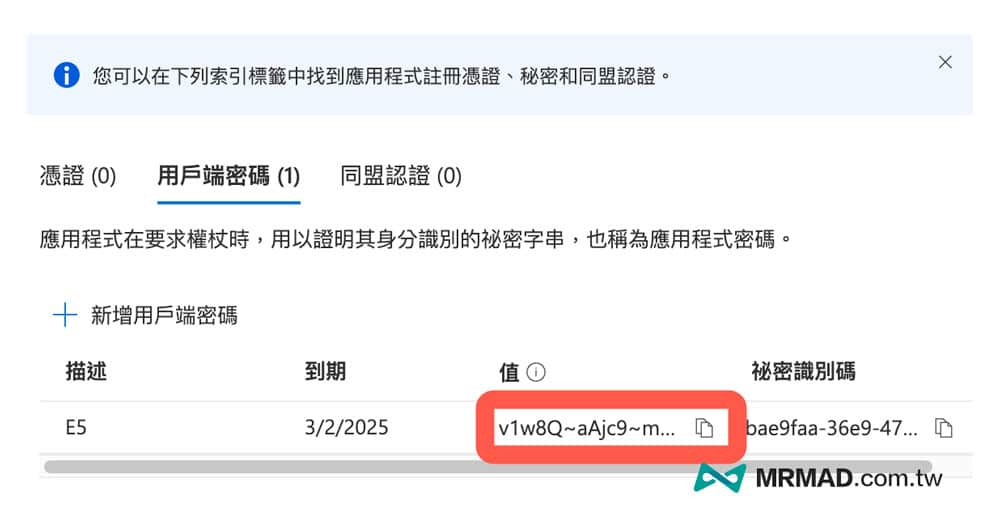 您可以在下列索引標籤中找到應用程式註冊憑證、秘密和同盟認證。
憑證 (0) 用戶端密碼 (1) 同盟認證 (0)
應用程式在要求權杖時，用以證明其身分識別的祕密字串，也稱為應用程式密碼。
新增用戶端密碼
描述 到期 值 祕密識別碼
E5 3/2/2025 v1w8Q~aAjc9~m... bae9faa-36e9-47...
MRMAD.com.tw